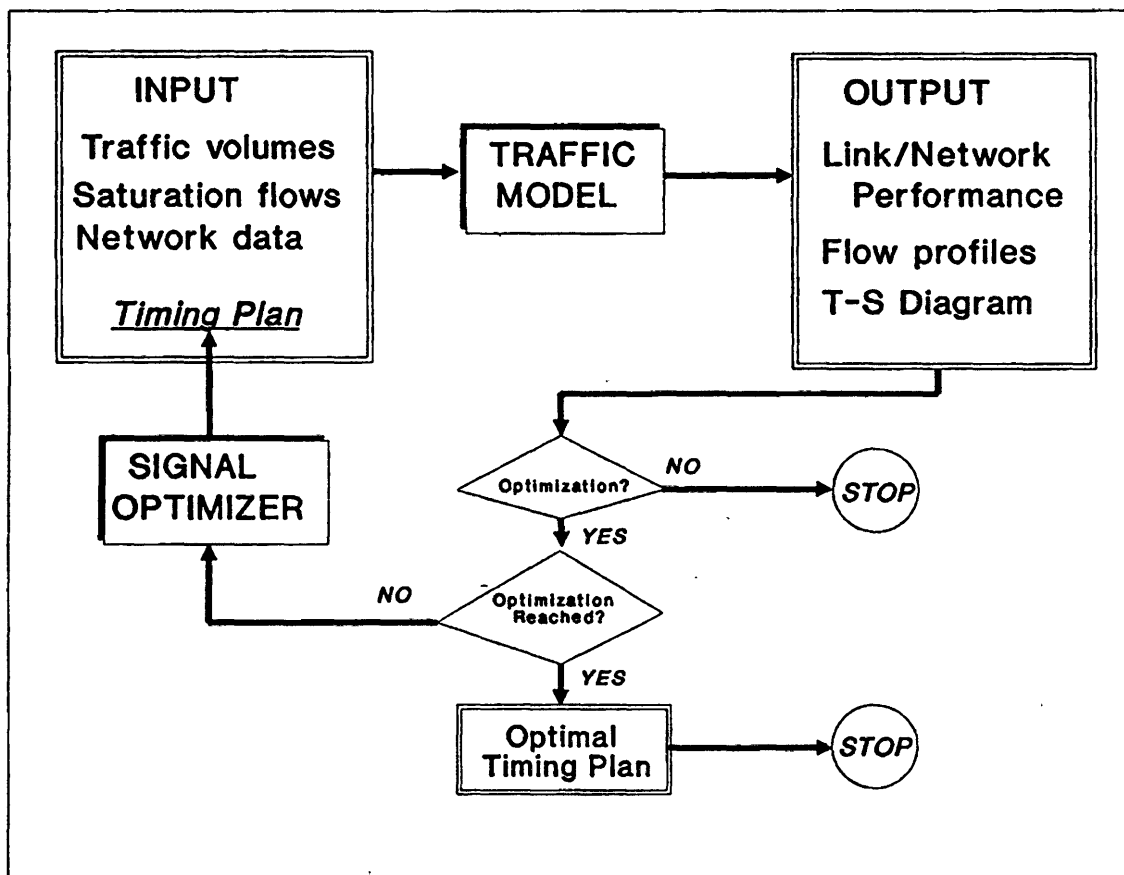 INPUT
Traffic volumes
Saturation flows
Network data
Timing Plan
TRAFFIC
MODEL
OUTPUT
Link/Network
Performance
Flow profiles
T-S Diagram
SIGNAL
OPTIMIZER
Optimization?
NO
STOP
YES
Optimization
Reached?
NO
YES
Optimal
Timing Plan
STOP